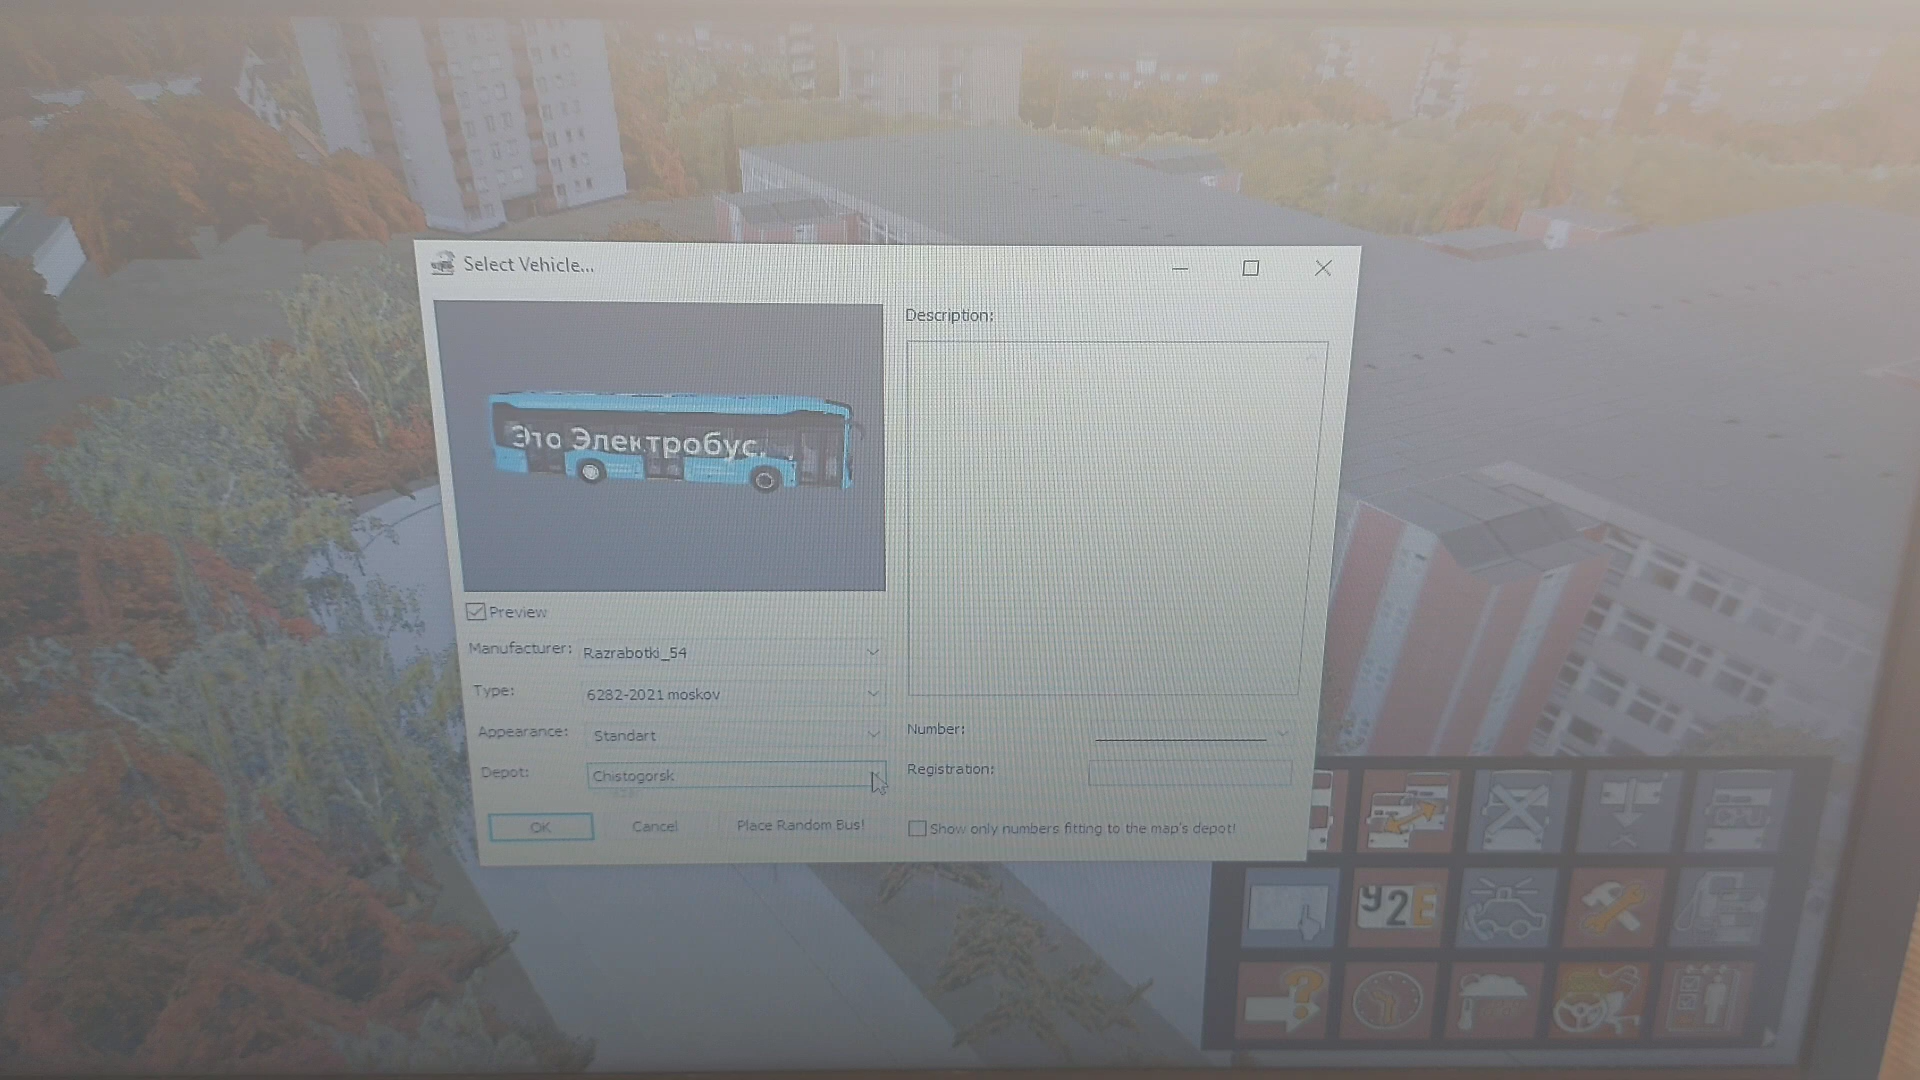 Select Vehicle...
Description:
Это Электробус.
Preview
Manufacturer: Razrabotki_54
Type: 6282-2021 moskov
Appearance: Standart
Depot: Chistogorsk
Number:
Registration:
OK
Cancel
Place Random Bus!
Show only numbers fitting to the map's depot!
92E
?